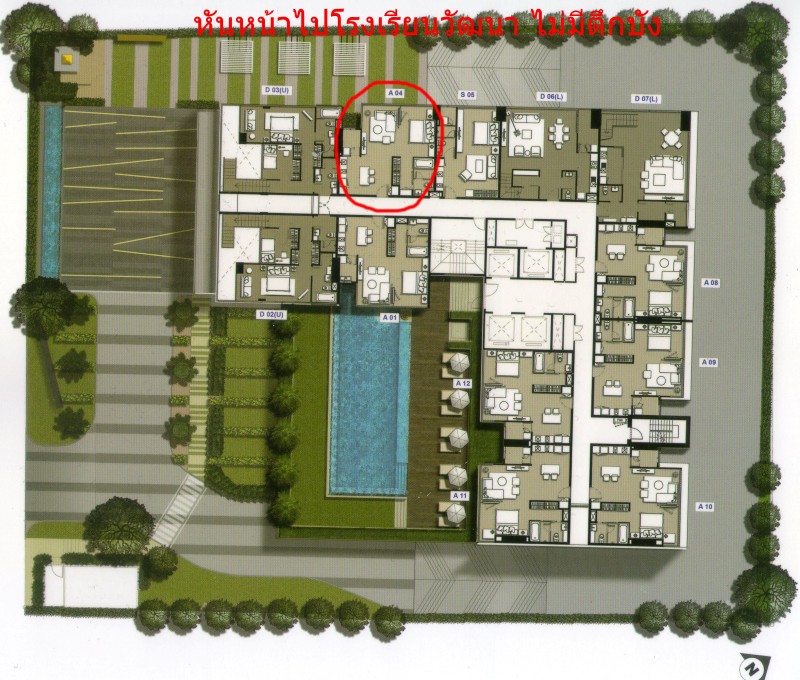 หันหน้าไปโรงเรียนวัฒนา ไม่มีตึกบัง
D 03(U)
A 04
S 05
D 06(L)
D 07(L)
A 08
D 02(U)
A 01
A 09
A 12
A 11
A 10
N